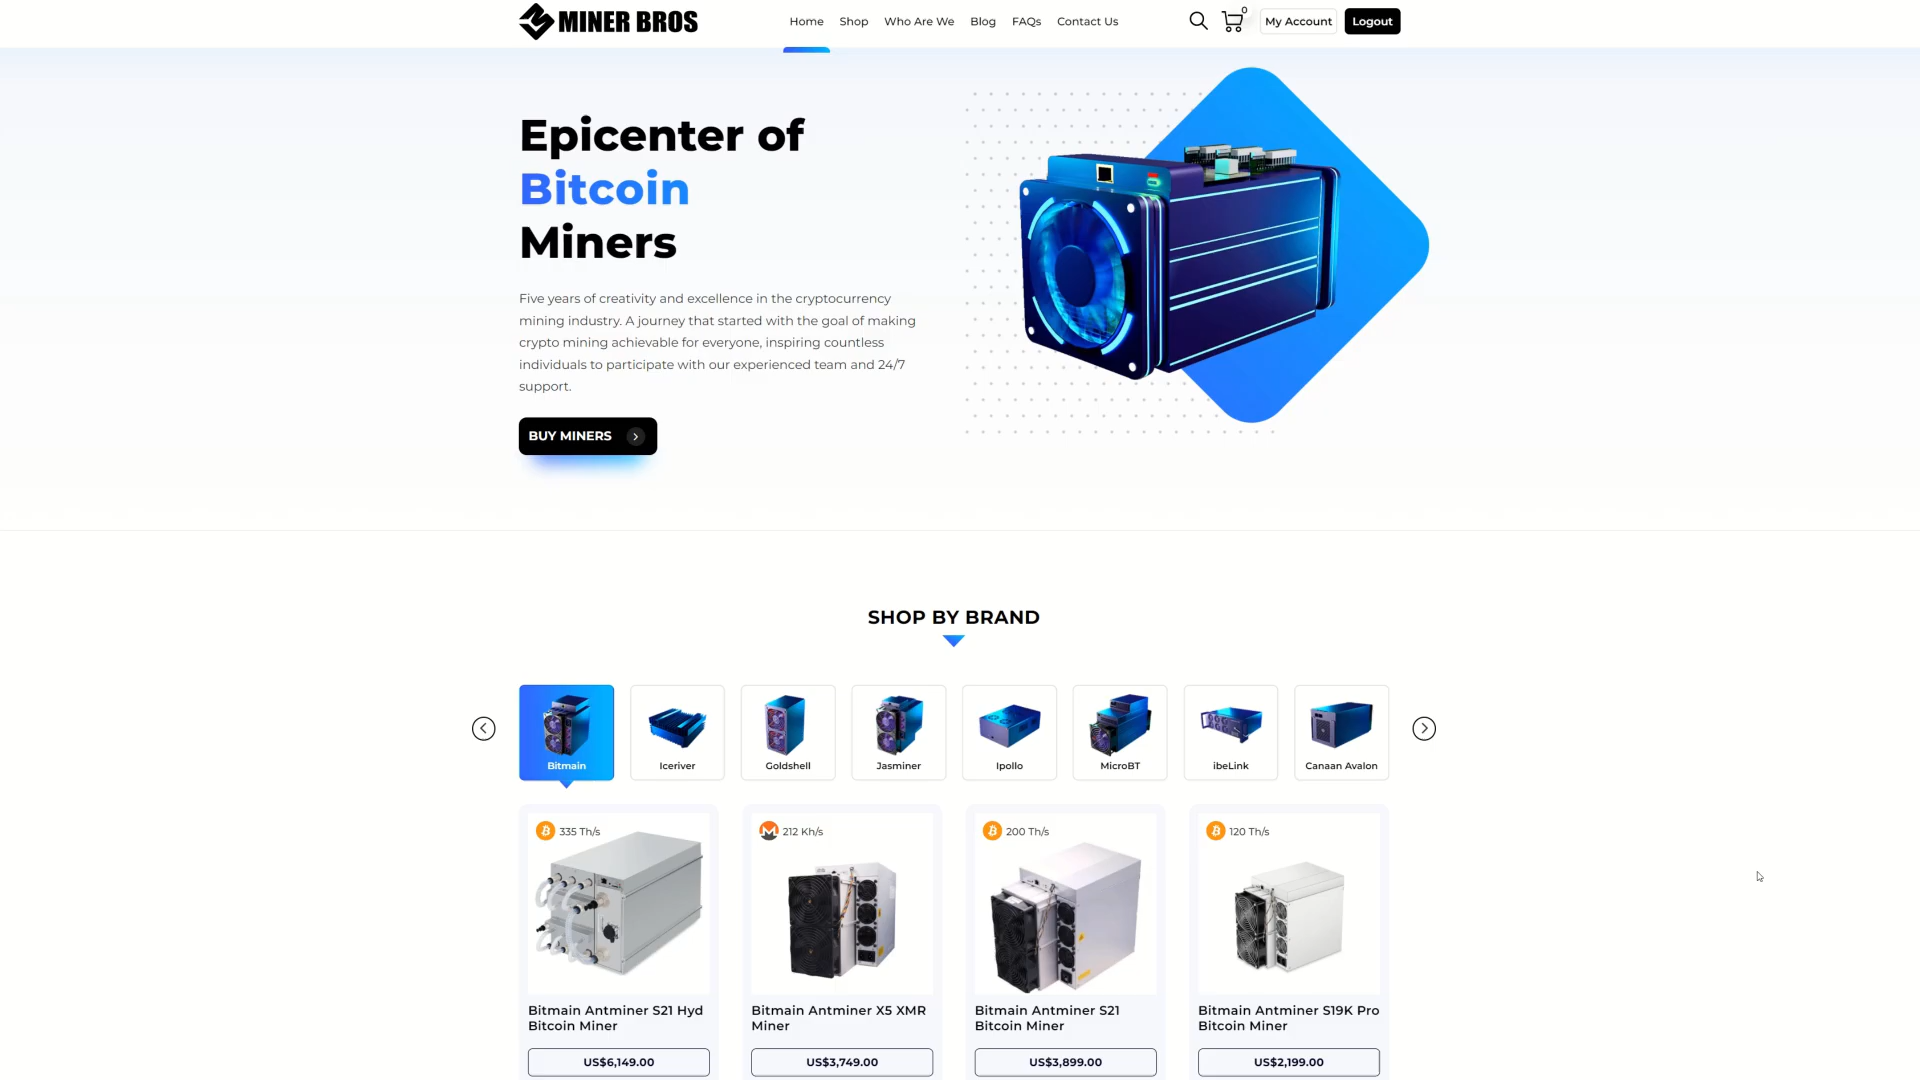 MINER BROS
Home Shop Who Are We Blog FAQs Contact Us
0
My Account
Logout
Epicenter of
Bitcoin
Miners
Five years of creativity and excellence in the cryptocurrency
mining industry. A journey that started with the goal of making
crypto mining achievable for everyone, inspiring countless
individuals to participate with our experienced team and 24/7
support.
BUY MINERS
SHOP BY BRAND
Bitmain
Iceriver
Goldshell
Jasminer
Ipollo
MicroBT
ibeLink
Canaan Avalon
335 Th/s
Bitmain Antminer S21 Hyd
Bitcoin Miner
US$6,149.00
212 Kh/s
Bitmain Antminer X5 XMR
Miner
US$3,749.00
200 Th/s
Bitmain Antminer S21
Bitcoin Miner
US$3,899.00
120 Th/s
Bitmain Antminer S19K Pro
Bitcoin Miner
US$2,199.00